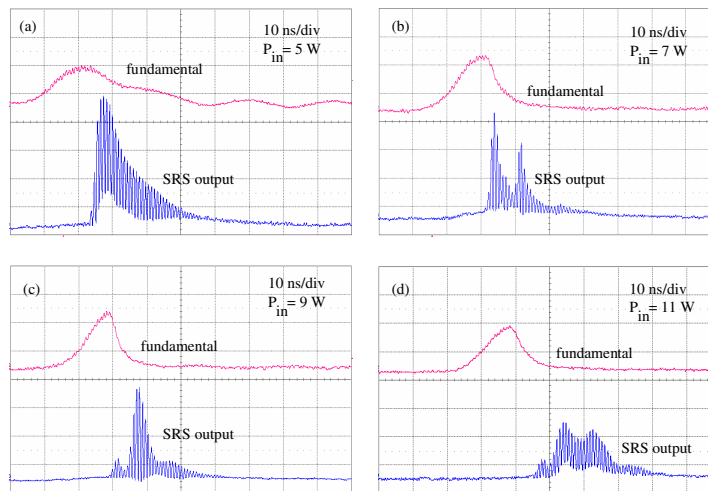 (a)
10 ns/div
P_in = 5 W
fundamental
SRS output
(b)
10 ns/div
P_in = 7 W
fundamental
SRS output
(c)
10 ns/div
P_in = 9 W
fundamental
SRS output
(d)
10 ns/div
P_in = 11 W
fundamental
SRS output